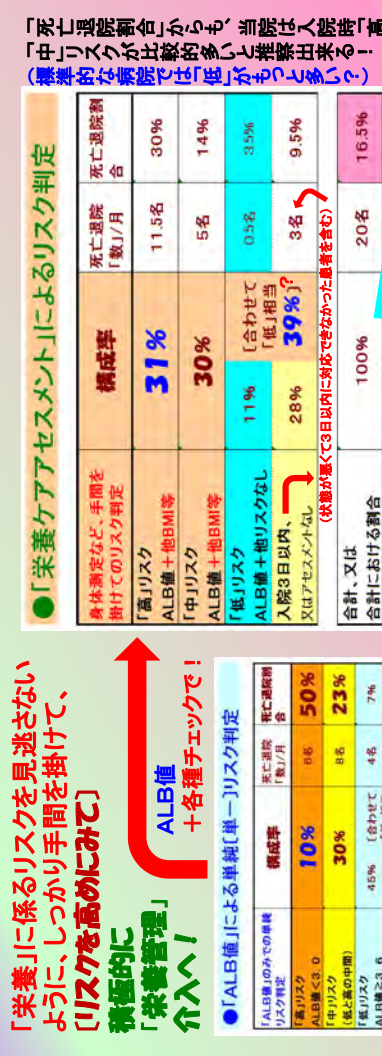 「栄養」に係るリスクを見逃さない
ように、しっかり手間を掛けて、
【リスクを高めにみて】
積極的に
「栄養管理」
介入へ!
ALB値
+各種チェックで!
●「ALB値」による単純[単一]リスク判定
「ALB値」のみでの単純
リスク判定
構成率
死亡退院
「数」/月
死亡退院割
合
「高」リスク
ALB値<3.0
10%
6名
50%
「中」リスク
(低と高の中間)
30%
8名
23%
「低」リスク
ALB値≧3.6
45%
[合わせて
4名
7%
「死亡退院割合」からも、当院は入院時「高
「中」リスクが比較的多いと推察出来る!
(標準的な病院では「低」がもっと多い?)
●「栄養ケアアセスメント」によるリスク判定
身体測定など、手間を
掛けてのリスク判定
構成率
死亡退院
「数」/月
死亡退院割
合
「高」リスク
ALB値+他BMI等
31%
11.5名
30%
「中」リスク
ALB値+他BMI等
30%
5名
14%
「低」リスク
ALB値+他リスクなし
11%
[合わせて
「低」相当
39%]?
0.5名
3.5%
入院3日以内、
又はアセスメントなし
28%
3名
9.5%
(状態が悪くて3日以内に対応できなかった患者を含む)
合計、又は
合計における割合
100%
20名
16.5%